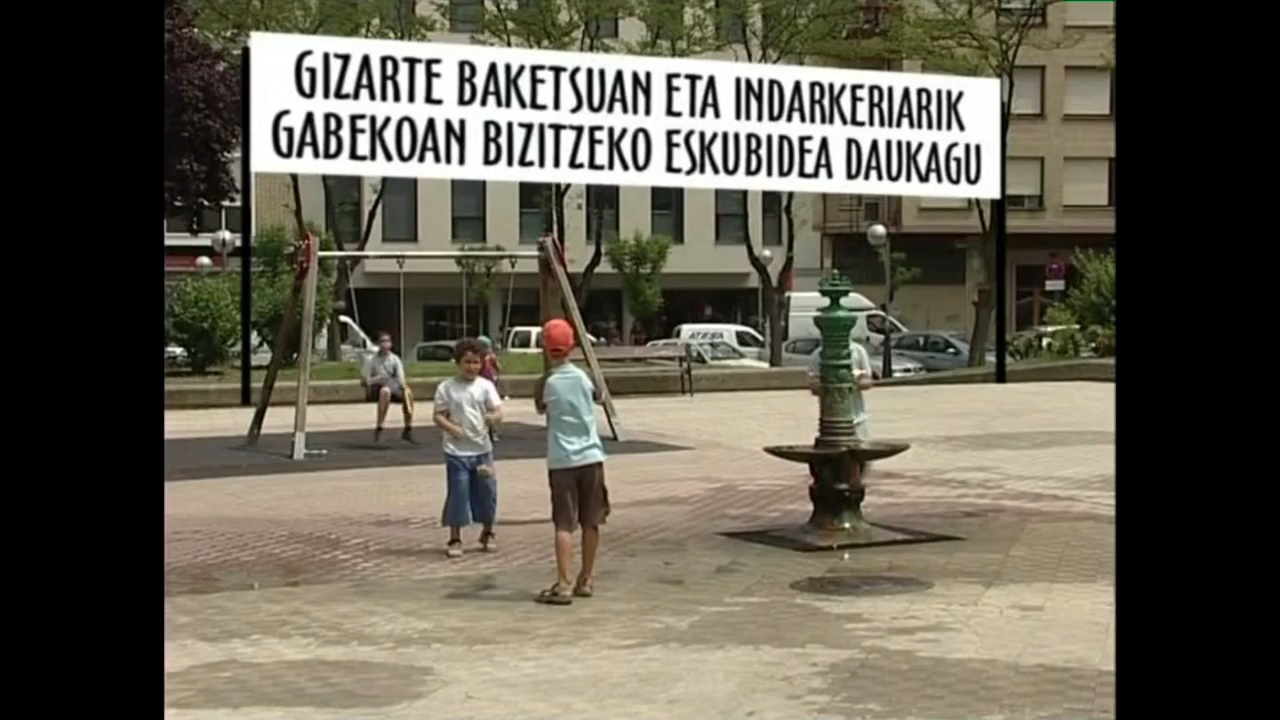 GIZARTE BAKETSUAN ETA INDARKERIARIK
GABEKOAN BIZITZEKO ESKUBIDEA DAUKAGU